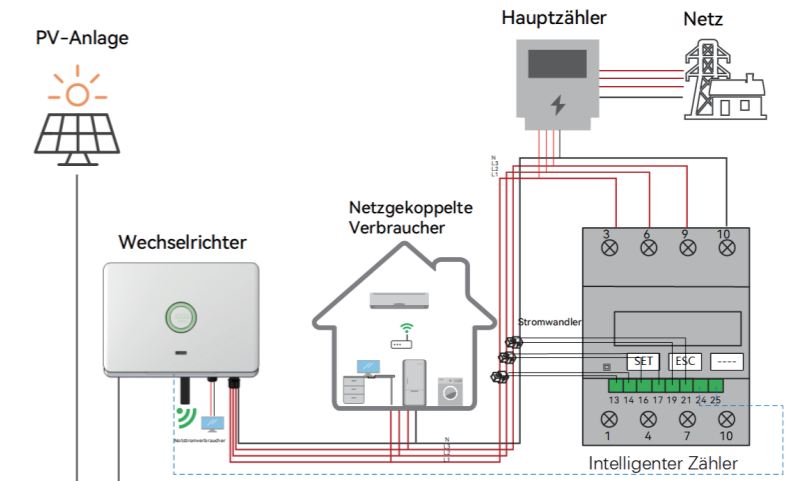 Hauptzähler
Netz
PV-Anlage
N
L3
L2
L1
Netzgekoppelte
Verbraucher
3 6 9 10
Wechselrichter
Stromwandler
SET ESC ----
13 14 16 17 19 21 24 25
Notstromverbraucher
N
L3
L2
L1
1 4 7 10
Intelligenter Zähler